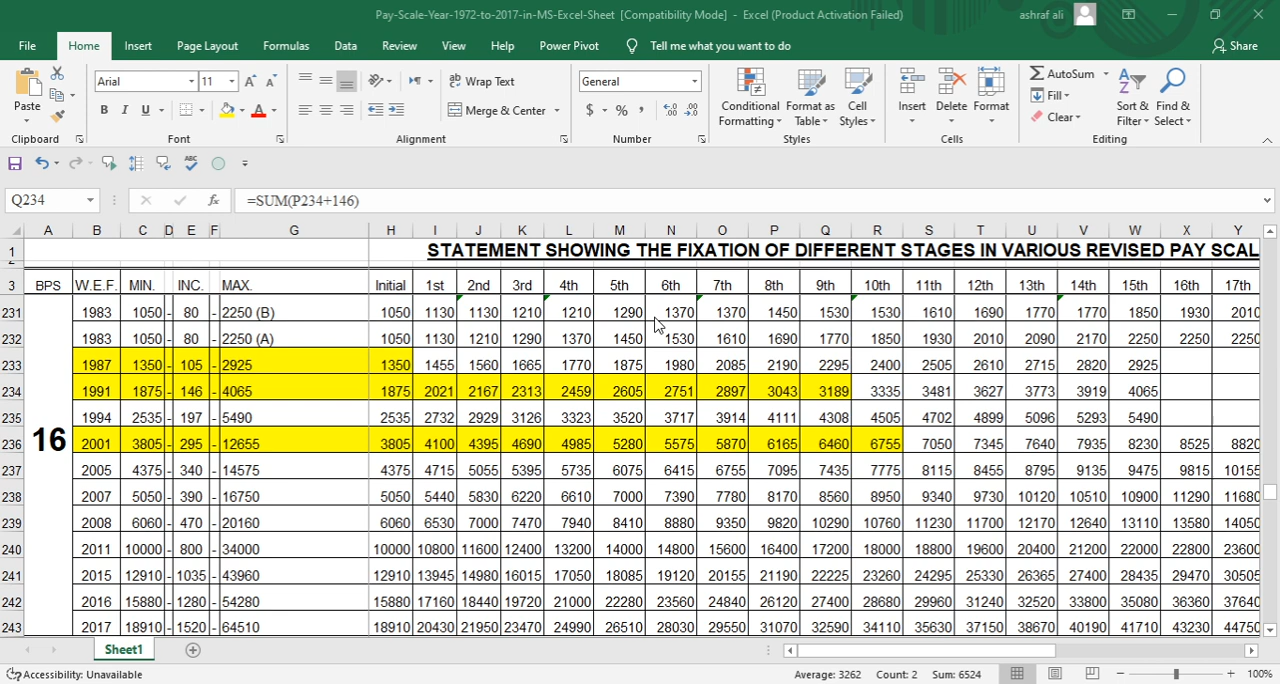 Pay-Scale-Year-1972-to-2017-in-MS-Excel-Sheet [Compatibility Mode] - Excel (Product Activation Failed) ashraf ali
File Home Insert Page Layout Formulas Data Review View Help Power Pivot Tell me what you want to do Share
Arial 11 Wrap Text General AutoSum
Paste B I U Merge & Center $ % , Conditional Formatting Format as Table Cell Styles Insert Delete Format Fill Clear Sort & Filter Find & Select
Clipboard Font Alignment Number Styles Cells Editing
Q234 fx =SUM(P234+146)
A B C D E F G H I J K L M N O P Q R S T U V W X Y
1 STATEMENT SHOWING THE FIXATION OF DIFFERENT STAGES IN VARIOUS REVISED PAY SCAL
3 BPS W.E.F. MIN. INC. MAX. Initial 1st 2nd 3rd 4th 5th 6th 7th 8th 9th 10th 11th 12th 13th 14th 15th 16th 17th
231 1983 1050 - 80 - 2250 (B) 1050 1130 1130 1210 1210 1290 1370 1370 1450 1530 1530 1610 1690 1770 1770 1850 1930 2010
232 1983 1050 - 80 - 2250 (A) 1050 1130 1210 1290 1370 1450 1530 1610 1690 1770 1850 1930 2010 2090 2170 2250 2250 2250
233 1987 1350 - 105 - 2925 1350 1455 1560 1665 1770 1875 1980 2085 2190 2295 2400 2505 2610 2715 2820 2925
234 1991 1875 - 146 - 4065 1875 2021 2167 2313 2459 2605 2751 2897 3043 3189 3335 3481 3627 3773 3919 4065
235 1994 2535 - 197 - 5490 2535 2732 2929 3126 3323 3520 3717 3914 4111 4308 4505 4702 4899 5096 5293 5490
236 16 2001 3805 - 295 - 12655 3805 4100 4395 4690 4985 5280 5575 5870 6165 6460 6755 7050 7345 7640 7935 8230 8525 8820
237 2005 4375 - 340 - 14575 4375 4715 5055 5395 5735 6075 6415 6755 7095 7435 7775 8115 8455 8795 9135 9475 9815 10155
238 2007 5050 - 390 - 16750 5050 5440 5830 6220 6610 7000 7390 7780 8170 8560 8950 9340 9730 10120 10510 10900 11290 11680
239 2008 6060 - 470 - 20160 6060 6530 7000 7470 7940 8410 8880 9350 9820 10290 10760 11230 11700 12170 12640 13110 13580 14050
240 2011 10000 - 800 - 34000 10000 10800 11600 12400 13200 14000 14800 15600 16400 17200 18000 18800 19600 20400 21200 22000 22800 23600
241 2015 12910 - 1035 - 43960 12910 13945 14980 16015 17050 18085 19120 20155 21190 22225 23260 24295 25330 26365 27400 28435 29470 30505
242 2016 15880 - 1280 - 54280 15880 17160 18440 19720 21000 22280 23560 24840 26120 27400 28680 29960 31240 32520 33800 35080 36360 37640
243 2017 18910 - 1520 - 64510 18910 20430 21950 23470 24990 26510 28030 29550 31070 32590 34110 35630 37150 38670 40190 41710 43230 44750
Sheet1
Accessibility: Unavailable Average: 3262 Count: 2 Sum: 6524 100%